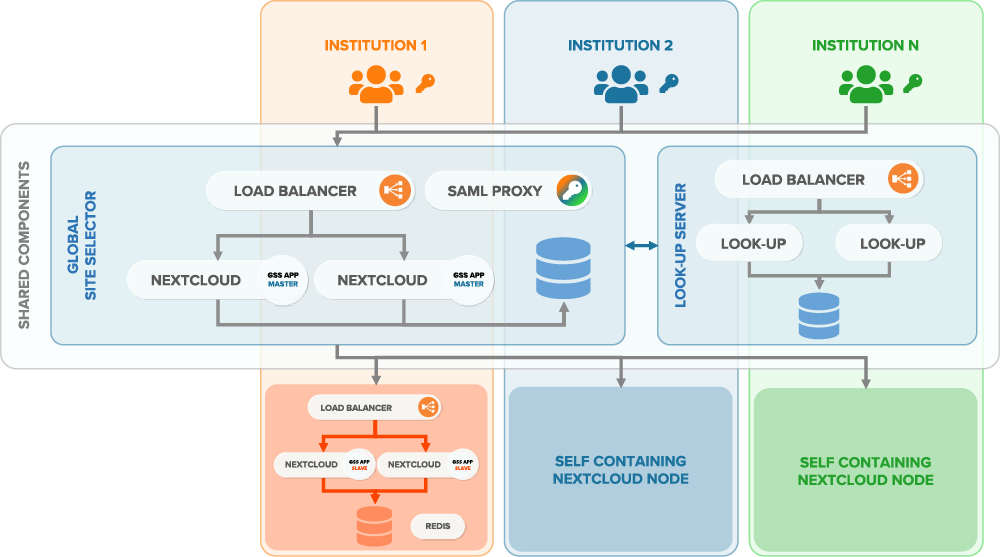 INSTITUTION 1
INSTITUTION 2
INSTITUTION N
SHARED COMPONENTS
GLOBAL
SITE SELECTOR
LOAD BALANCER
SAML PROXY
NEXTCLOUD
GSS APP
MASTER
NEXTCLOUD
GSS APP
MASTER
LOOK-UP SERVER
LOAD BALANCER
LOOK-UP
LOOK-UP
LOAD BALANCER
NEXTCLOUD
GSS APP
SLAVE
NEXTCLOUD
GSS APP
SLAVE
REDIS
SELF CONTAINING
NEXTCLOUD NODE
SELF CONTAINING
NEXTCLOUD NODE